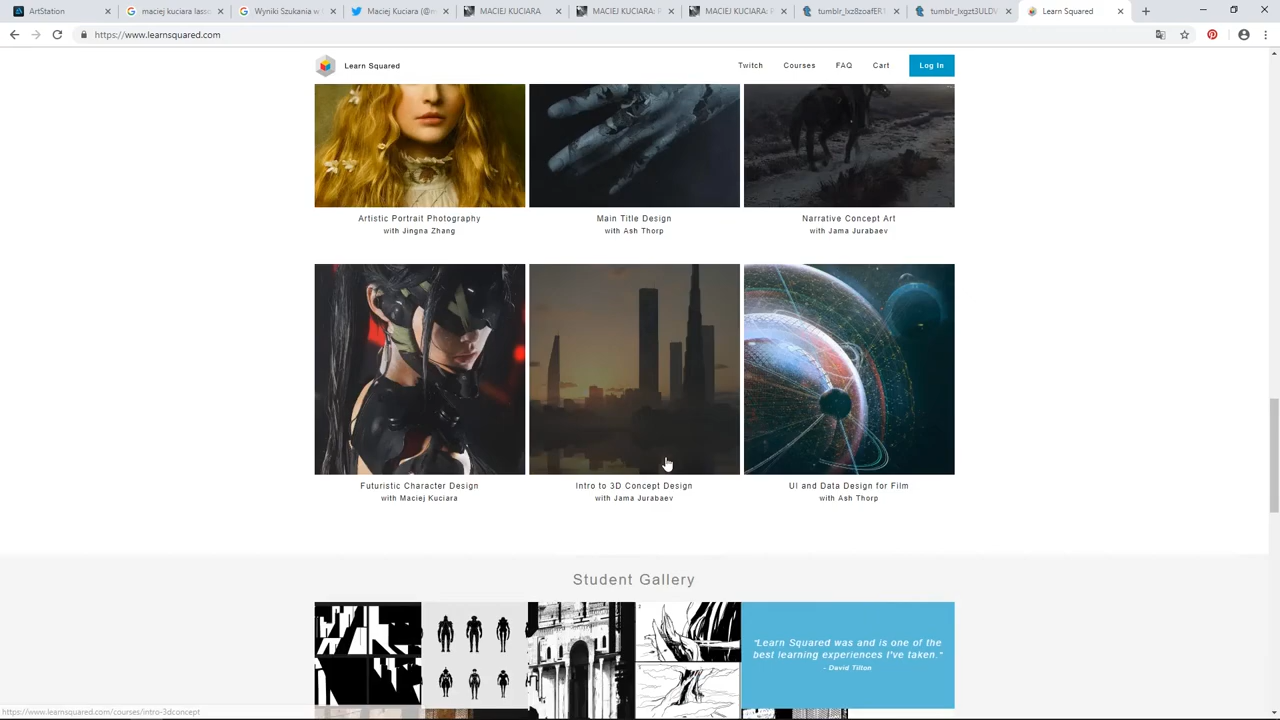 ArtStation
maciej kuciara lasso
Wyniki Szukania w
Maciej Kuciara (@m
MACIEJ KUCIARA
MACIEJ KUCIARA: P
MACIEJ KUCIARA: P
tumblr_lxz8zoafER1
tumblr_lxgzt3ULDV
Learn Squared
https://www.learnsquared.com
Learn Squared
Twitch
Courses
FAQ
Cart
Log In
Artistic Portrait Photography
with Jingna Zhang
Main Title Design
with Ash Thorp
Narrative Concept Art
with Jama Jurabaev
Futuristic Character Design
with Maciej Kuciara
Intro to 3D Concept Design
with Jama Jurabaev
UI and Data Design for Film
with Ash Thorp
Student Gallery
"Learn Squared was and is one of the
best learning experiences I've taken."
- David Tilton
https://www.learnsquared.com/courses/intro-3dconcept